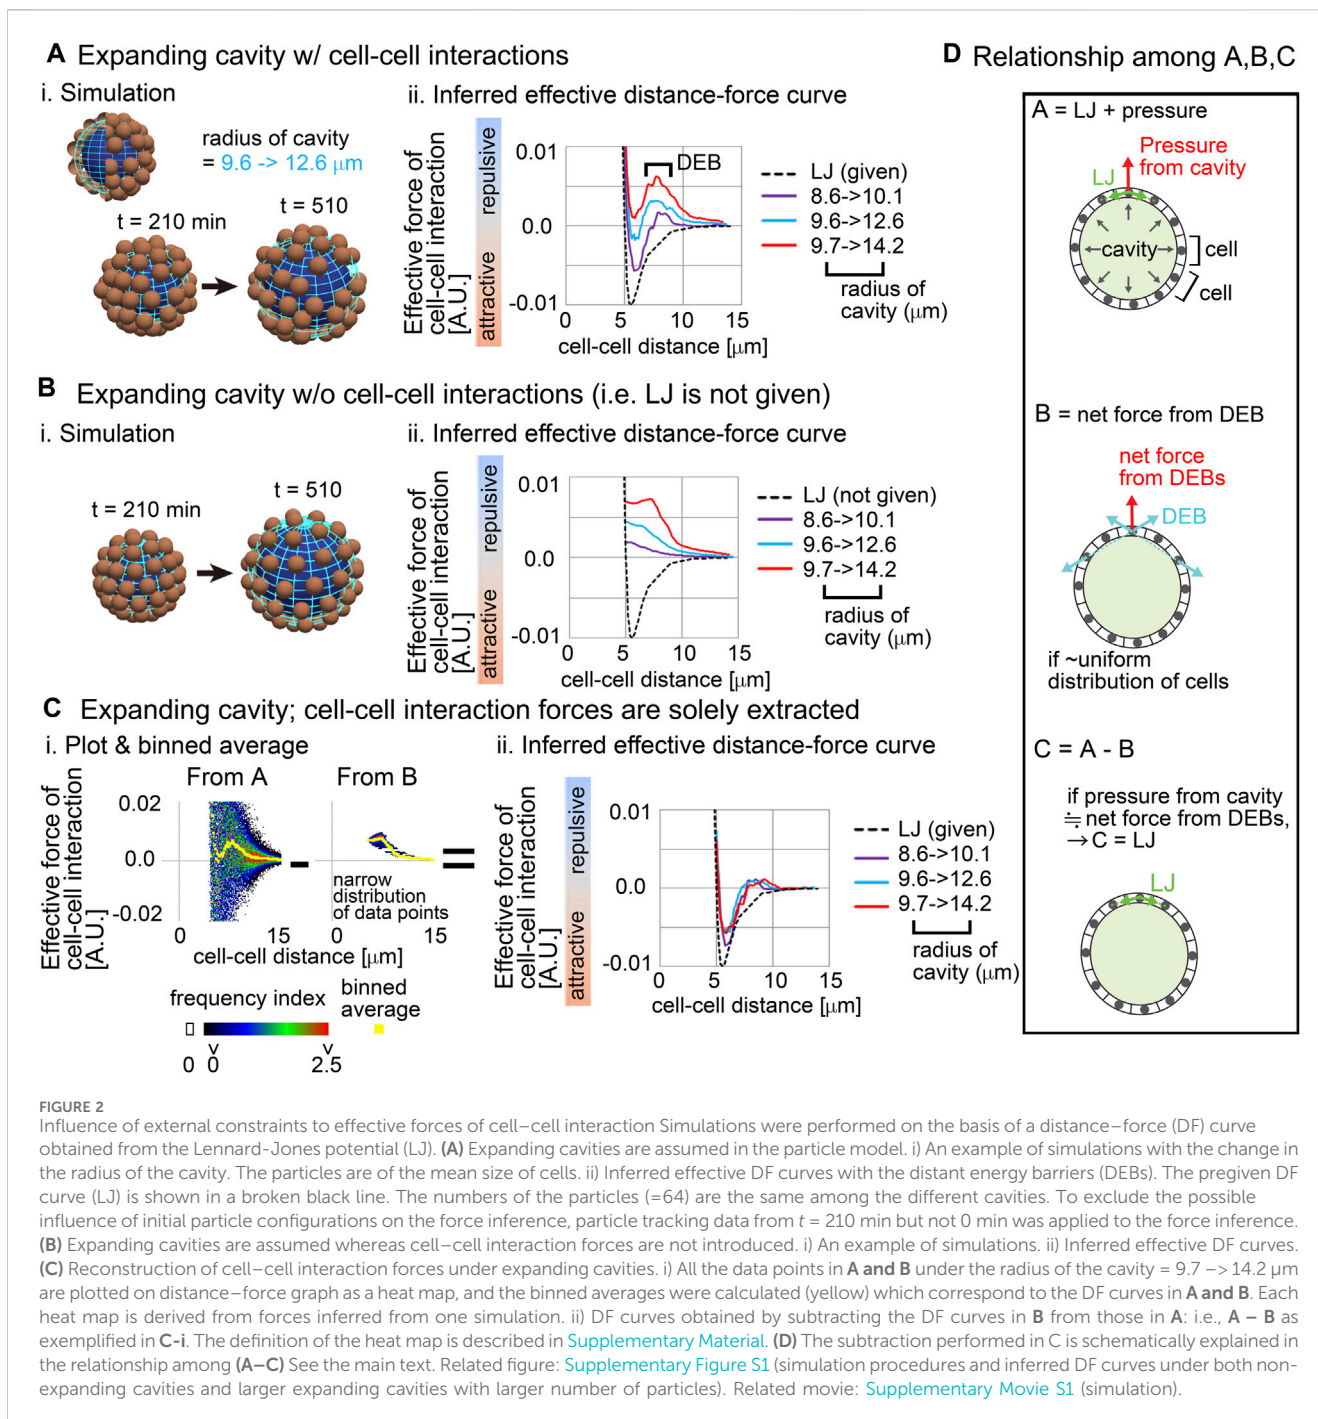 A Expanding cavity w/ cell-cell interactions
i. Simulation
radius of cavity
= 9.6 -> 12.6 μm
t = 210 min
t = 510
ii. Inferred effective distance-force curve
Effective force of
cell-cell interaction
[A.U.]
attractive
repulsive
0.01
0.0
-0.01
DEB
0
5
10
15
cell-cell distance [μm]
LJ (given)
8.6->10.1
9.6->12.6
9.7->14.2
radius of
cavity (μm)
B Expanding cavity w/o cell-cell interactions (i.e. LJ is not given)
i. Simulation
t = 210 min
t = 510
ii. Inferred effective distance-force curve
Effective force of
cell-cell interaction
[A.U.]
attractive
repulsive
0.01
0.0
-0.01
0
5
10
15
cell-cell distance [μm]
LJ (not given)
8.6->10.1
9.6->12.6
9.7->14.2
radius of
cavity (μm)
C Expanding cavity; cell-cell interaction forces are solely extracted
i. Plot & binned average
From A
From B
Effective force of
cell-cell interaction
[A.U.]
0.02
0.0
-0.02
narrow
distribution
of data points
0
15
0
15
cell-cell distance [μm]
frequency index
0
0
2.5
binned
average
ii. Inferred effective distance-force curve
Effective force of
cell-cell interaction
[A.U.]
attractive
repulsive
0.01
0.0
-0.01
0
5
10
15
cell-cell distance [μm]
LJ (given)
8.6->10.1
9.6->12.6
9.7->14.2
radius of
cavity (μm)
D Relationship among A,B,C
A = LJ + pressure
Pressure
from cavity
LJ
cavity
cell
cell
B = net force from DEB
net force
from DEBs
DEB
if ~uniform
distribution of cells
C = A - B
if pressure from cavity
≒ net force from DEBs,
→ C = LJ
LJ
FIGURE 2
Influence of external constraints to effective forces of cell–cell interaction Simulations were performed on the basis of a distance–force (DF) curve
obtained from the Lennard-Jones potential (LJ). (A) Expanding cavities are assumed in the particle model. i) An example of simulations with the change in
the radius of the cavity. The particles are of the mean size of cells. ii) Inferred effective DF curves with the distant energy barriers (DEBs). The pregiven DF
curve (LJ) is shown in a broken black line. The numbers of the particles (=64) are the same among the different cavities. To exclude the possible
influence of initial particle configurations on the force inference, particle tracking data from t = 210 min but not 0 min was applied to the force inference.
(B) Expanding cavities are assumed whereas cell–cell interaction forces are not introduced. i) An example of simulations. ii) Inferred effective DF curves.
(C) Reconstruction of cell–cell interaction forces under expanding cavities. i) All the data points in A and B under the radius of the cavity = 9.7 –> 14.2 μm
are plotted on distance–force graph as a heat map, and the binned averages were calculated (yellow) which correspond to the DF curves in A and B. Each
heat map is derived from forces inferred from one simulation. ii) DF curves obtained by subtracting the DF curves in B from those in A: i.e., A – B as
exemplified in C-i. The definition of the heat map is described in Supplementary Material. (D) The subtraction performed in C is schematically explained in
the relationship among (A–C) See the main text. Related figure: Supplementary Figure S1 (simulation procedures and inferred DF curves under both non-
expanding cavities and larger expanding cavities with larger number of particles). Related movie: Supplementary Movie S1 (simulation).